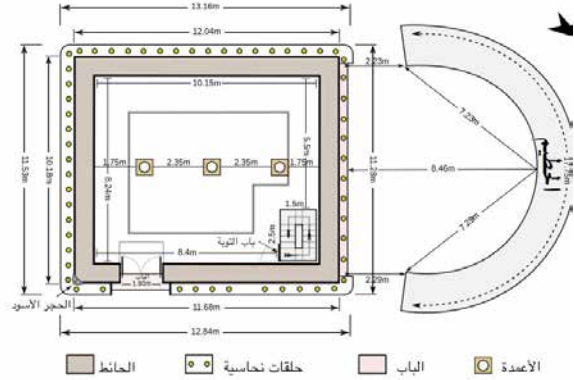 13.16m
12.04m
2.23m
10.15m
7.23m
5.5m
11.53m
10.18m
8.24m
1.75m
2.35m
2.35m
1.75m
11.28m
8.46m
1.5m
2.5m
باب التوبة
8.4m
7.29m
الباب
1.90m
2.29m
الحجر الأسود
11.68m
12.84m
الحائط
حلقات نحاسية
الباب
الأعمدة